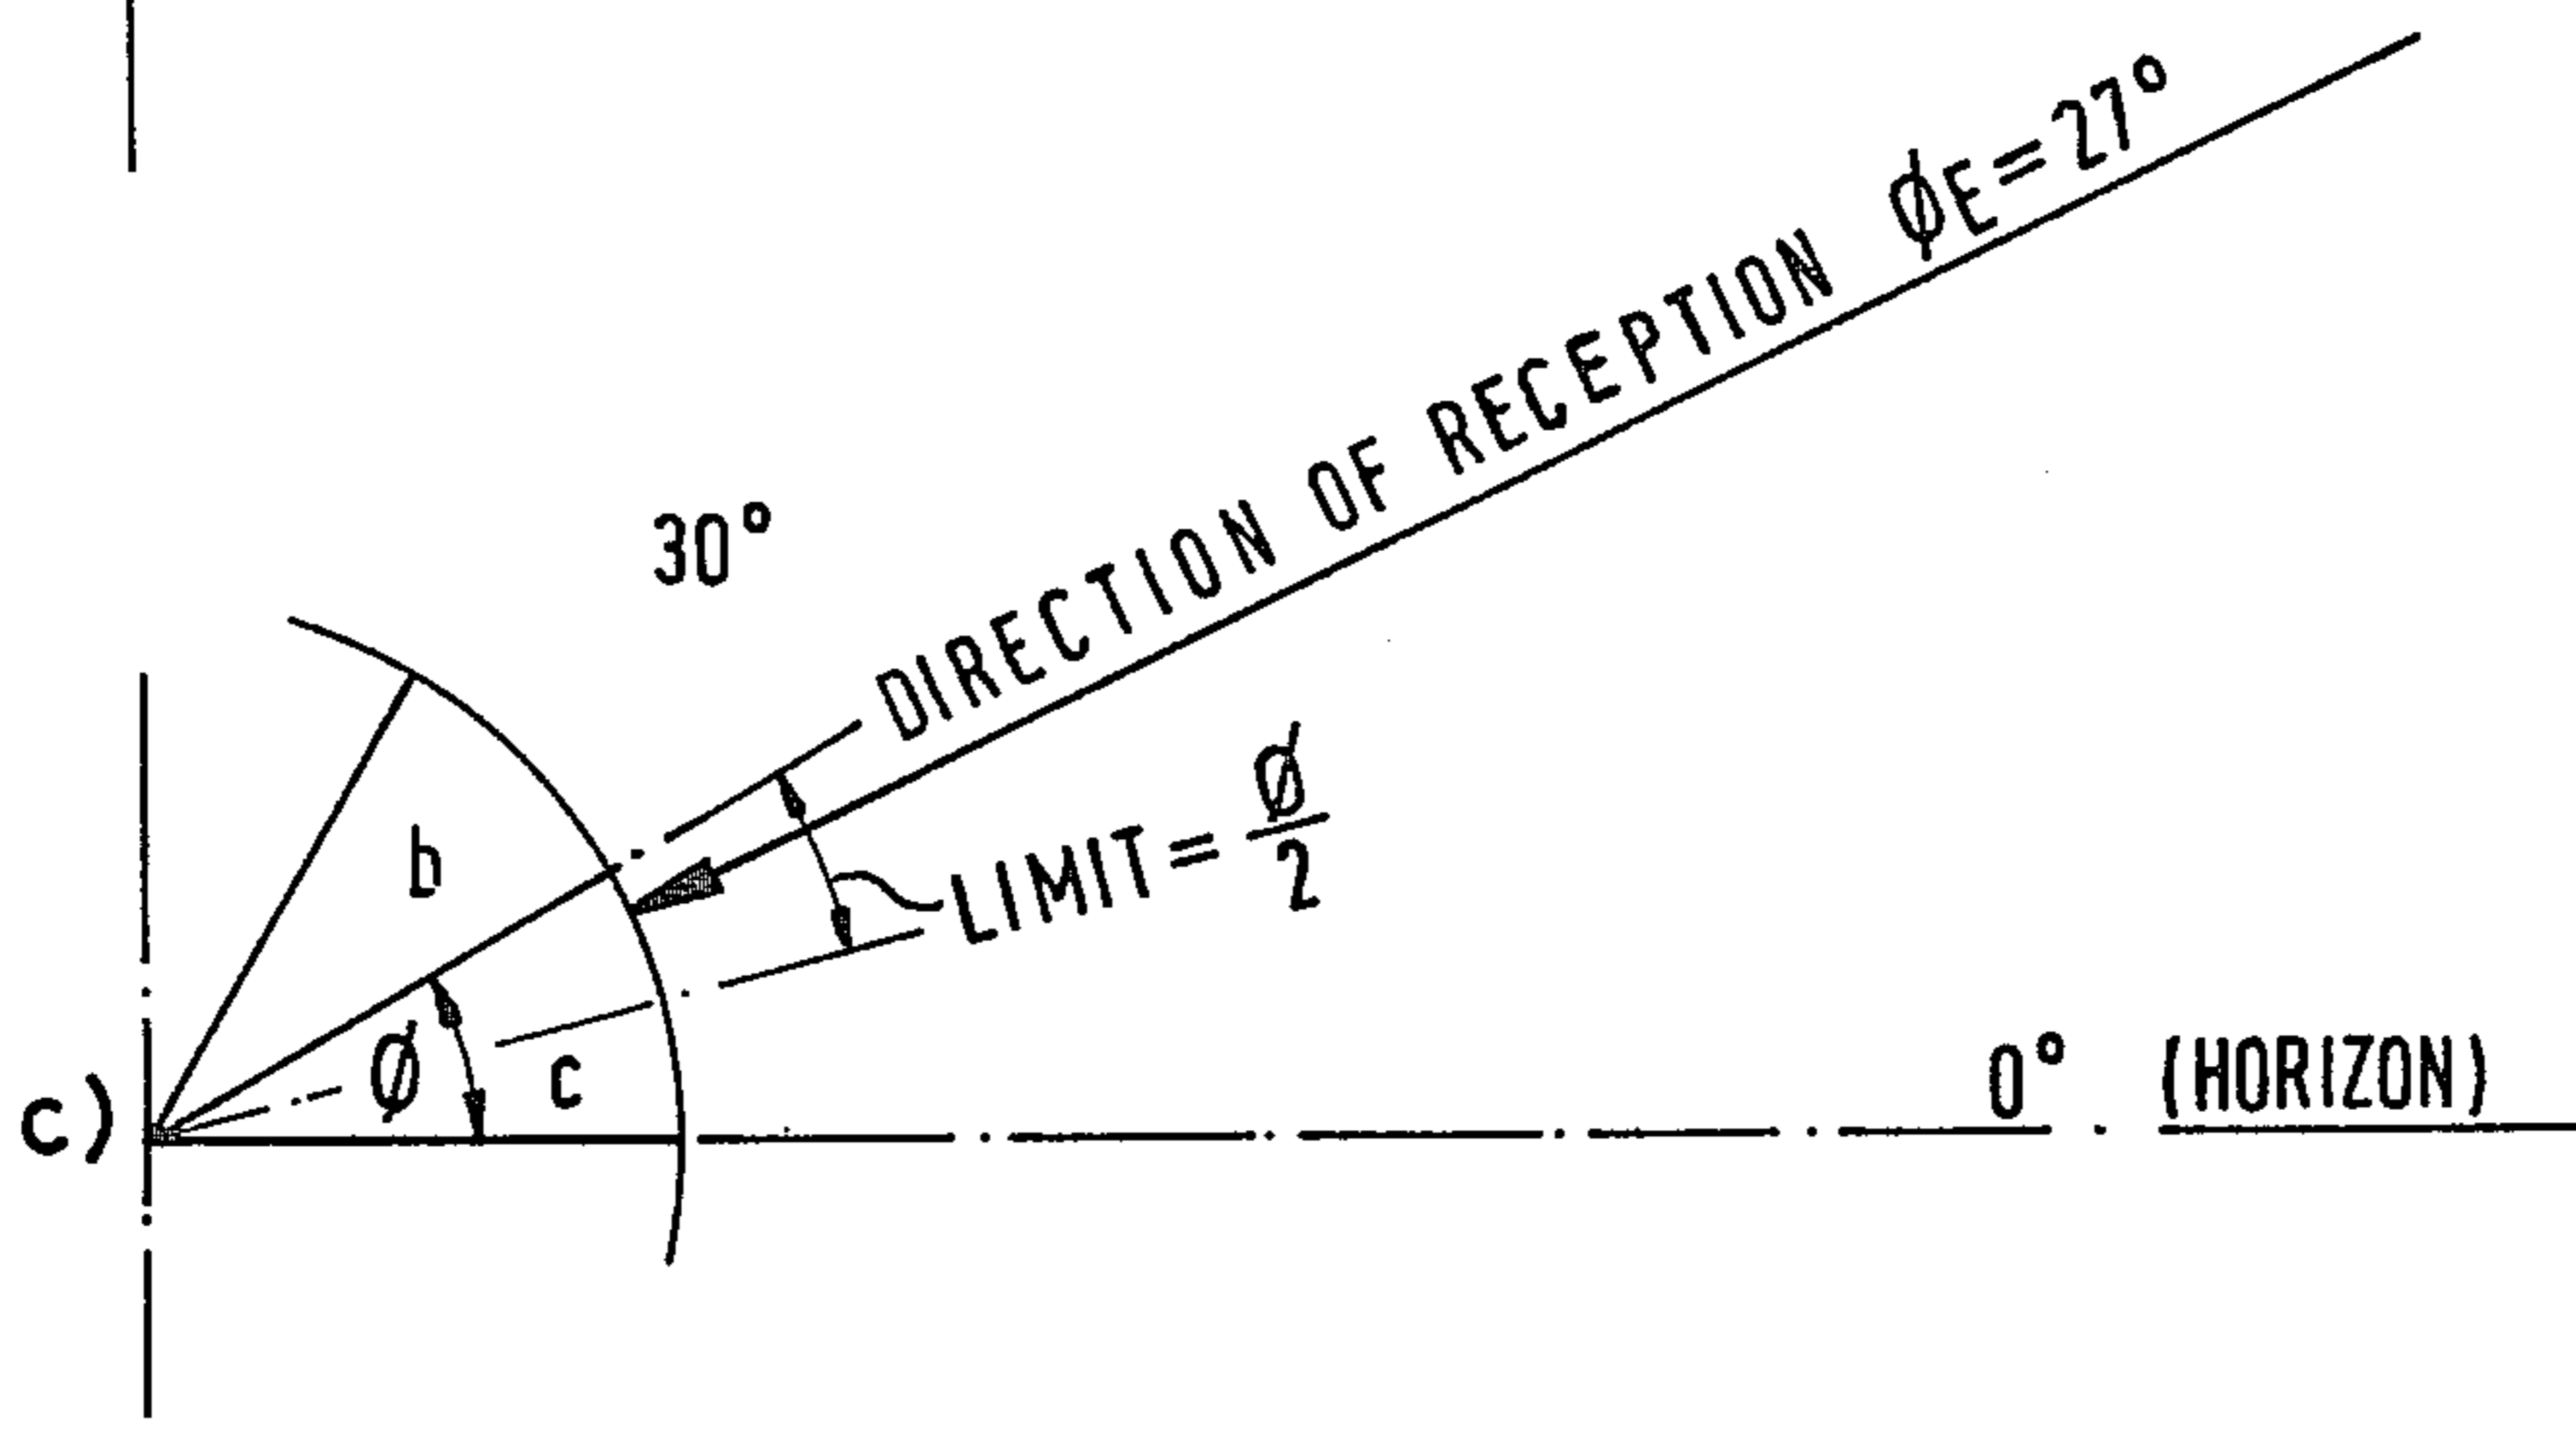 DIRECTION OF RECEPTION ØE=27°
30°
LIMIT=Ø/2
b
Ø
c
0° (HORIZON)
c)